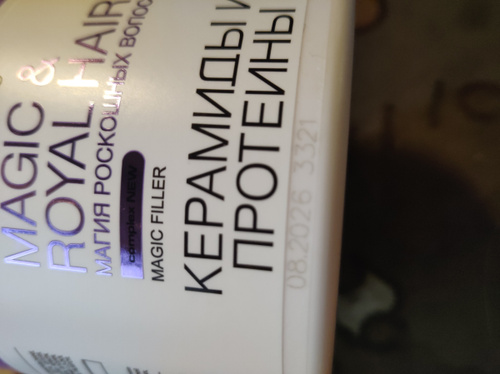 MAGIC &
ROYAL HAIR
МАГИЯ РОСКОШНЫХ ВОЛОС
complex NEW
MAGIC FILLER
КЕРАМИДЫ И
ПРОТЕИНЫ
08.2026 3321